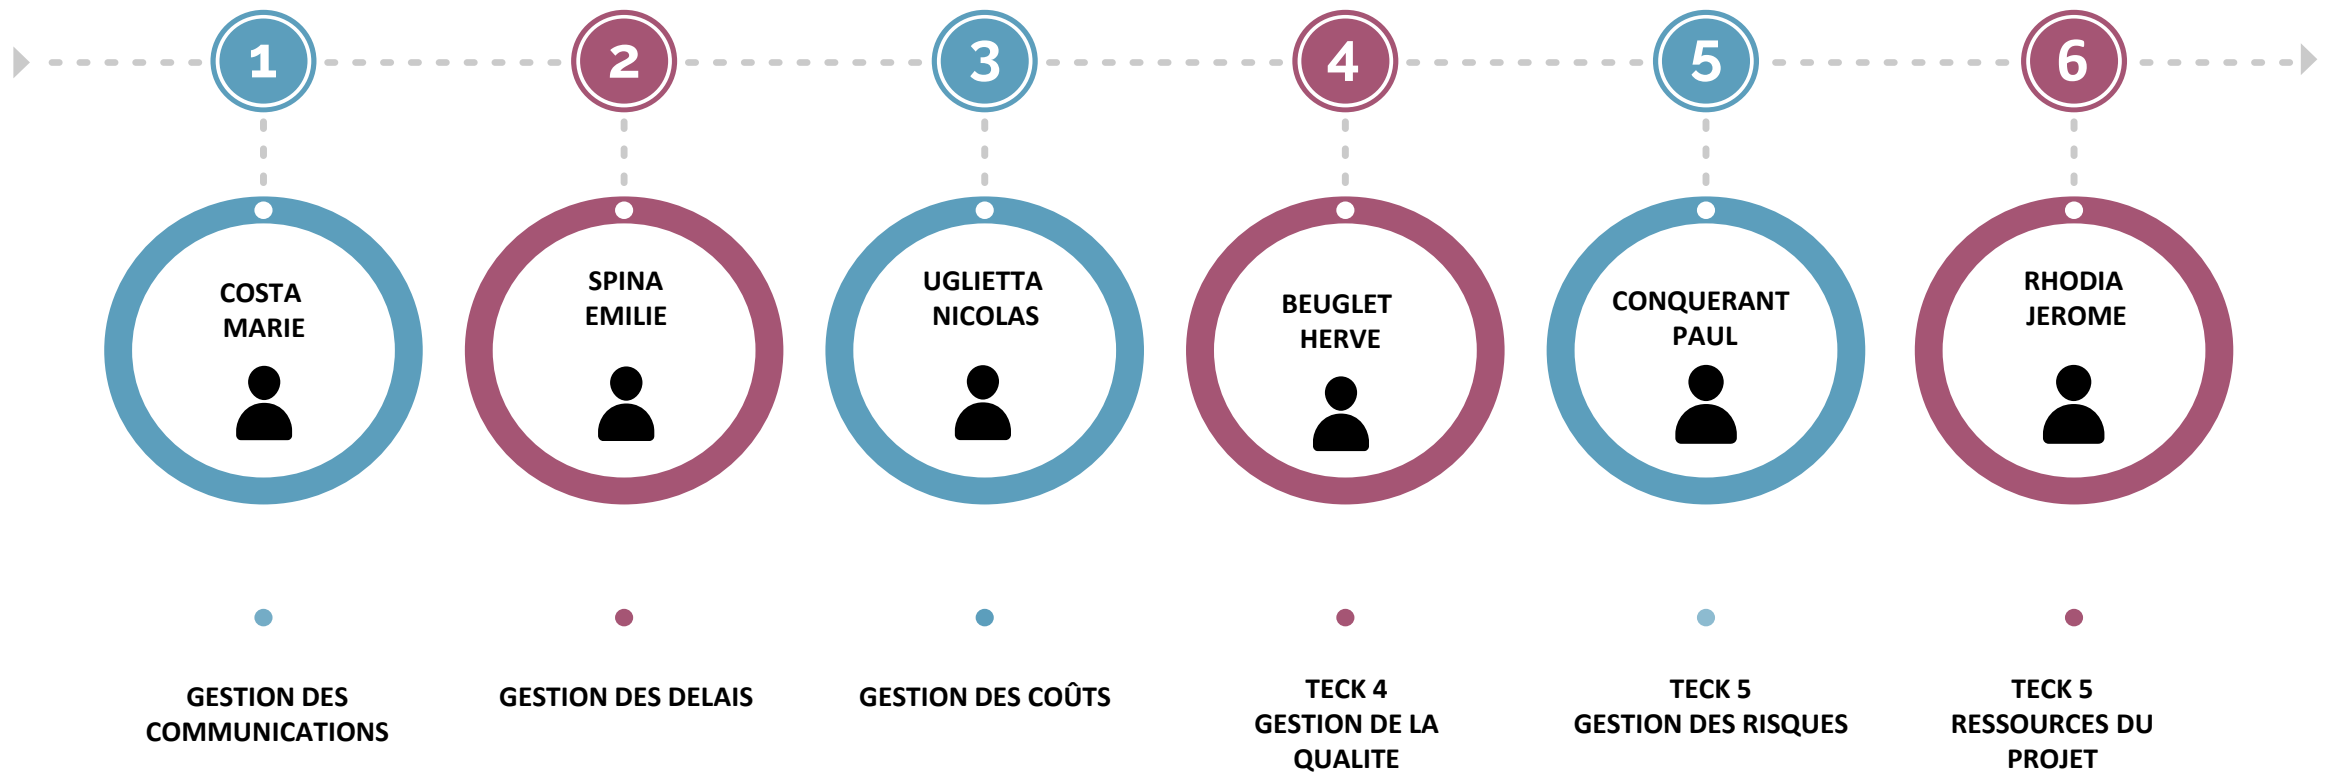 1
2
3
4
5
6
COSTA
MARIE
SPINA
EMILIE
UGLIETTA
NICOLAS
BEUGLET
HERVE
CONQUERANT
PAUL
RHODIA
JEROME
GESTION DES
COMMUNICATIONS
GESTION DES DELAIS
GESTION DES COÛTS
TECK 4
GESTION DE LA
QUALITE
TECK 5
GESTION DES RISQUES
TECK 5
RESSOURCES DU
PROJET